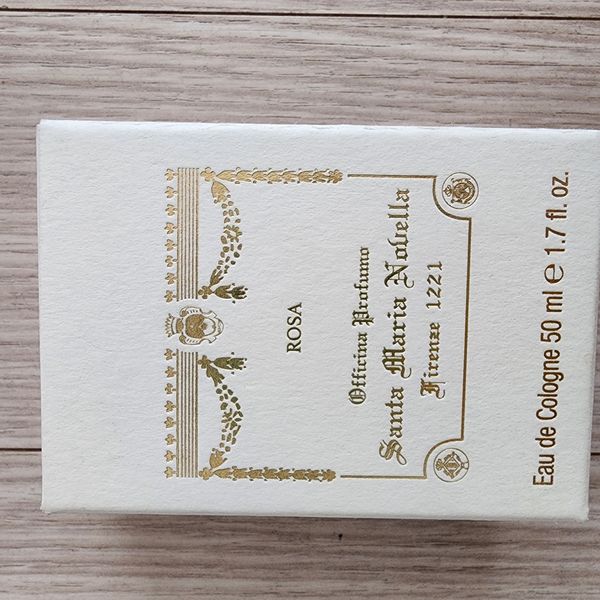 ROSA
Officina Profumo
Santa Maria Novella
Firenze 1221
Eau de Cologne 50 ml ℮ 1.7 fl. oz.